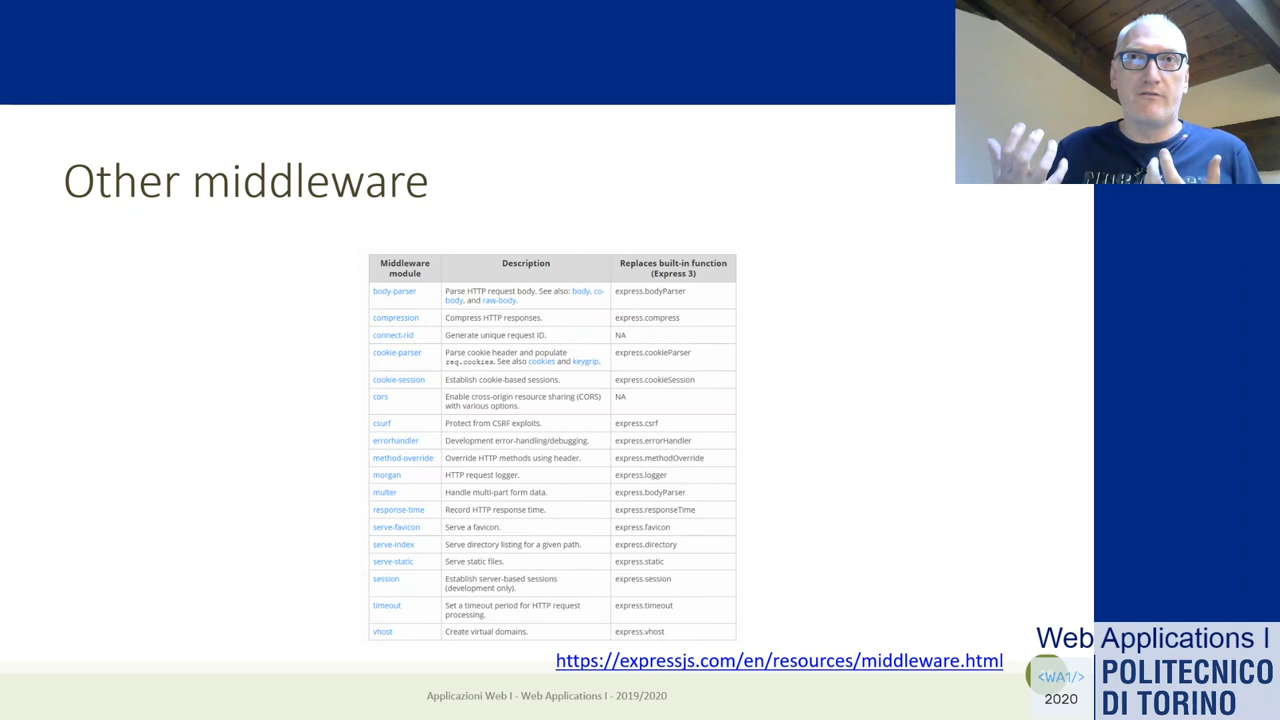 Other middleware
Middleware module
Description
Replaces built-in function (Express 3)
body-parser
Parse HTTP request body. See also: body, co-
body, and raw-body.
express.bodyParser
compression
Compress HTTP responses.
express.compress
connect-rid
Generate unique request ID.
NA
cookie-parser
Parse cookie header and populate
req.cookies. See also cookies and keygrip.
express.cookieParser
cookie-session
Establish cookie-based sessions.
express.cookieSession
cors
Enable cross-origin resource sharing (CORS)
with various options.
NA
csurf
Protect from CSRF exploits.
express.csrf
errorhandler
Development error-handling/debugging.
express.errorHandler
method-override
Override HTTP methods using header.
express.methodOverride
morgan
HTTP request logger.
express.logger
multer
Handle multi-part form data.
express.bodyParser
response-time
Record HTTP response time.
express.responseTime
serve-favicon
Serve a favicon.
express.favicon
serve-index
Serve directory listing for a given path.
express.directory
serve-static
Serve static files.
express.static
session
Establish server-based sessions
(development only).
express.session
timeout
Set a timeout period for HTTP request
processing.
express.timeout
vhost
Create virtual domains.
express.vhost
https://expressjs.com/en/resources/middleware.html
Applicazioni Web I - Web Applications I - 2019/2020
Web Applications I
<WA1/>
2020
POLITECNICO
DI TORINO